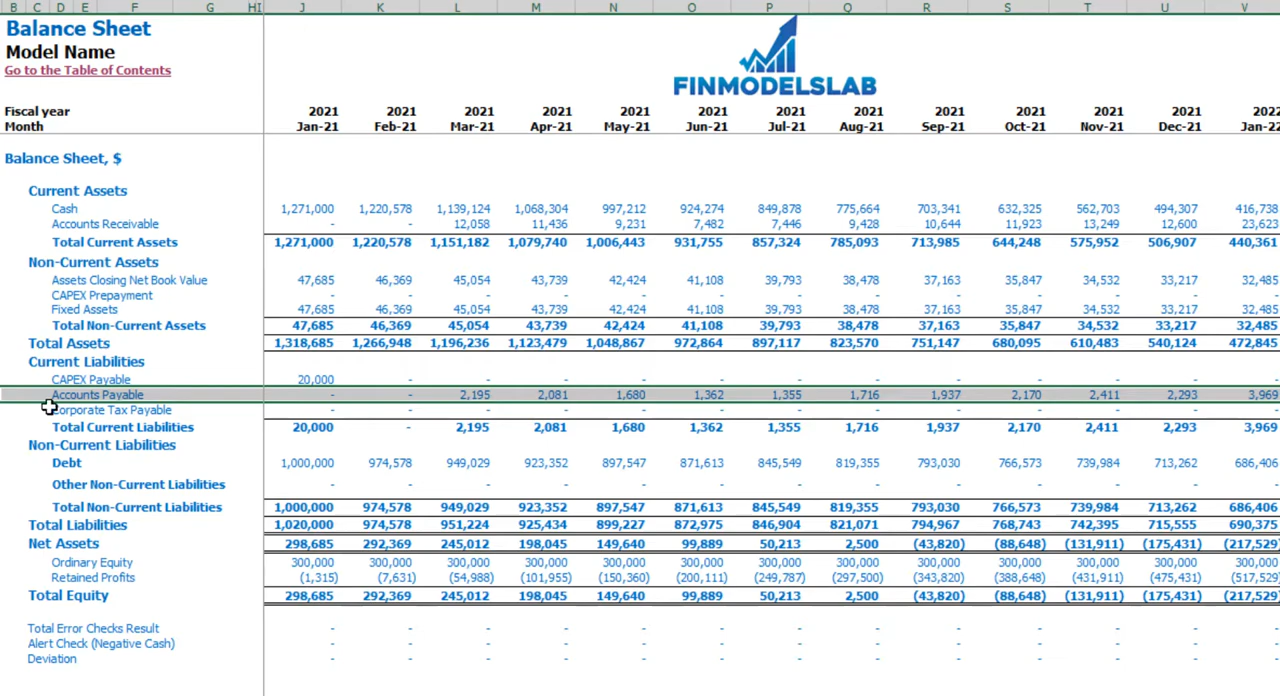 B C D E F G HI J K L M N O P Q R S T U V
Balance Sheet
Model Name
Go to the Table of Contents
FINMODELSLAB
Fiscal year 2021 2021 2021 2021 2021 2021 2021 2021 2021 2021 2021 2021 2022
Month Jan-21 Feb-21 Mar-21 Apr-21 May-21 Jun-21 Jul-21 Aug-21 Sep-21 Oct-21 Nov-21 Dec-21 Jan-22
Balance Sheet, $
Current Assets
Cash 1,271,000 1,220,578 1,139,124 1,068,304 997,212 924,274 849,878 775,664 703,341 632,325 562,703 494,307 416,738
Accounts Receivable - - 12,058 11,436 9,231 7,482 7,446 9,428 10,644 11,923 13,249 12,600 23,623
Total Current Assets 1,271,000 1,220,578 1,151,182 1,079,740 1,006,443 931,755 857,324 785,093 713,985 644,248 575,952 506,907 440,361
Non-Current Assets
Assets Closing Net Book Value 47,685 46,369 45,054 43,739 42,424 41,108 39,793 38,478 37,163 35,847 34,532 33,217 32,485
CAPEX Prepayment - - - - - - - - - - - - -
Fixed Assets 47,685 46,369 45,054 43,739 42,424 41,108 39,793 38,478 37,163 35,847 34,532 33,217 32,485
Total Non-Current Assets 47,685 46,369 45,054 43,739 42,424 41,108 39,793 38,478 37,163 35,847 34,532 33,217 32,485
Total Assets 1,318,685 1,266,948 1,196,236 1,123,479 1,048,867 972,864 897,117 823,570 751,147 680,095 610,483 540,124 472,845
Current Liabilities
CAPEX Payable 20,000 - - - - - - - - - - - -
Accounts Payable - - 2,195 2,081 1,680 1,362 1,355 1,716 1,937 2,170 2,411 2,293 3,969
Corporate Tax Payable - - - - - - - - - - - - -
Total Current Liabilities 20,000 - 2,195 2,081 1,680 1,362 1,355 1,716 1,937 2,170 2,411 2,293 3,969
Non-Current Liabilities
Debt 1,000,000 974,578 949,029 923,352 897,547 871,613 845,549 819,355 793,030 766,573 739,984 713,262 686,406
Other Non-Current Liabilities - - - - - - - - - - - - -
Total Non-Current Liabilities 1,000,000 974,578 949,029 923,352 897,547 871,613 845,549 819,355 793,030 766,573 739,984 713,262 686,406
Total Liabilities 1,020,000 974,578 951,224 925,434 899,227 872,975 846,904 821,071 794,967 768,743 742,395 715,555 690,375
Net Assets 298,685 292,369 245,012 198,045 149,640 99,889 50,213 2,500 (43,820) (88,648) (131,911) (175,431) (217,529
Ordinary Equity 300,000 300,000 300,000 300,000 300,000 300,000 300,000 300,000 300,000 300,000 300,000 300,000 300,000
Retained Profits (1,315) (7,631) (54,988) (101,955) (150,360) (200,111) (249,787) (297,500) (343,820) (388,648) (431,911) (475,431) (517,529
Total Equity 298,685 292,369 245,012 198,045 149,640 99,889 50,213 2,500 (43,820) (88,648) (131,911) (175,431) (217,529
Total Error Checks Result - - - - - - - - - - - - -
Alert Check (Negative Cash) - - - - - - - - - - - - -
Deviation - - - - - - - - - - - - -